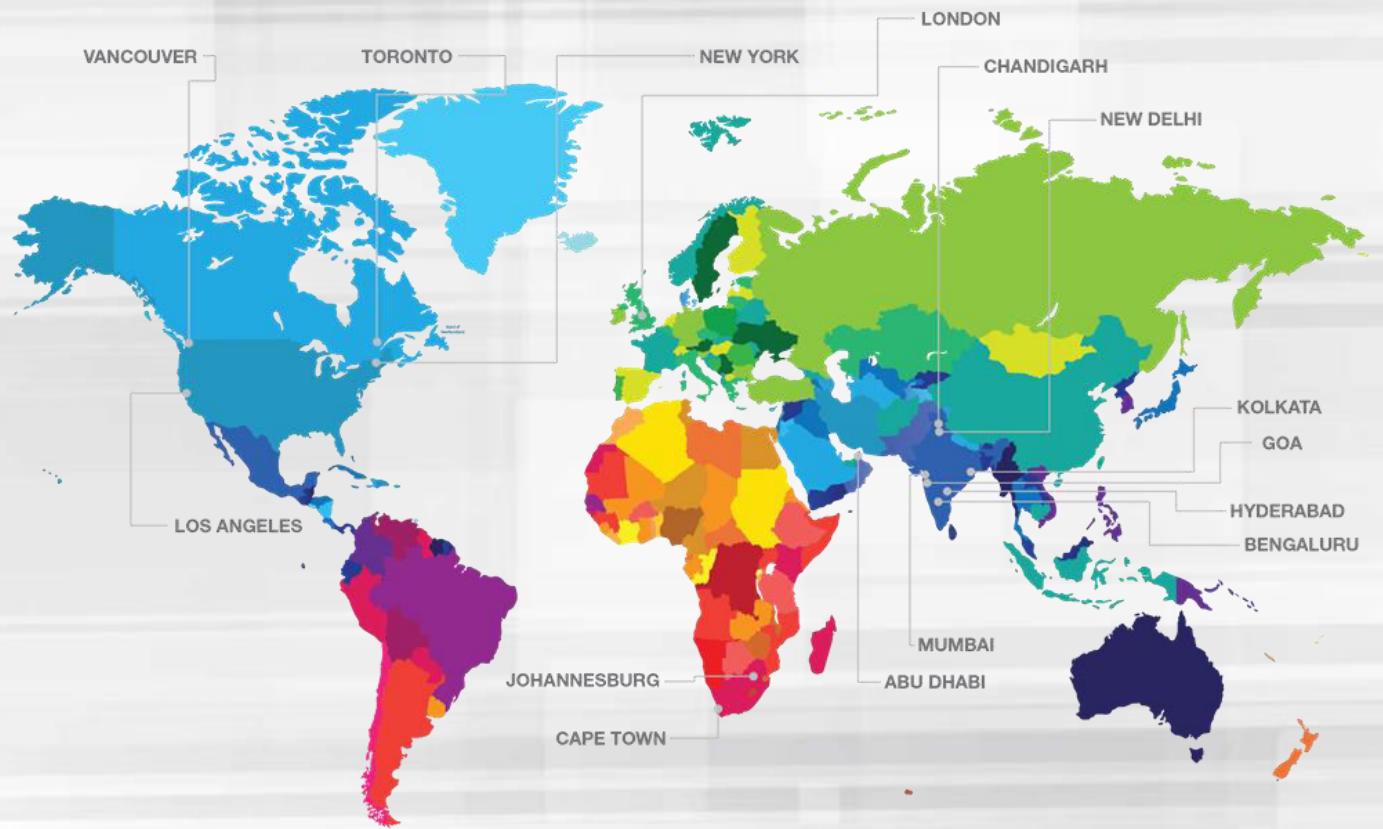 LONDON
VANCOUVER
TORONTO
NEW YORK
CHANDIGARH
NEW DELHI
KOLKATA
GOA
LOS ANGELES
HYDERABAD
BENGALURU
MUMBAI
JOHANNESBURG
ABU DHABI
CAPE TOWN